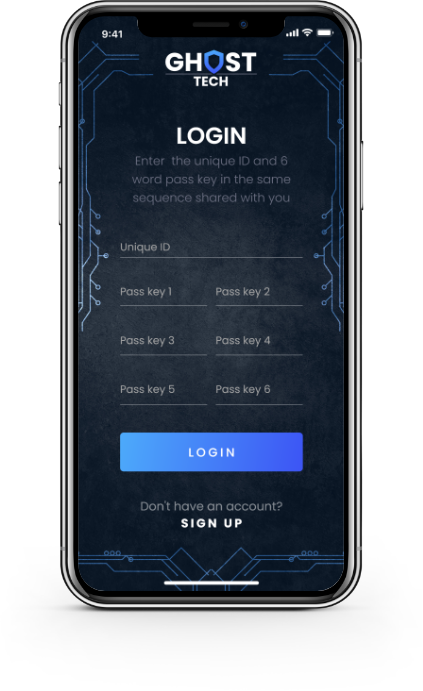 9:41
GHOST
TECH
LOGIN
Enter the unique ID and 6
word pass key in the same
sequence shared with you
Unique ID
Pass key 1 Pass key 2
Pass key 3 Pass key 4
Pass key 5 Pass key 6
LOGIN
Don't have an account?
SIGN UP